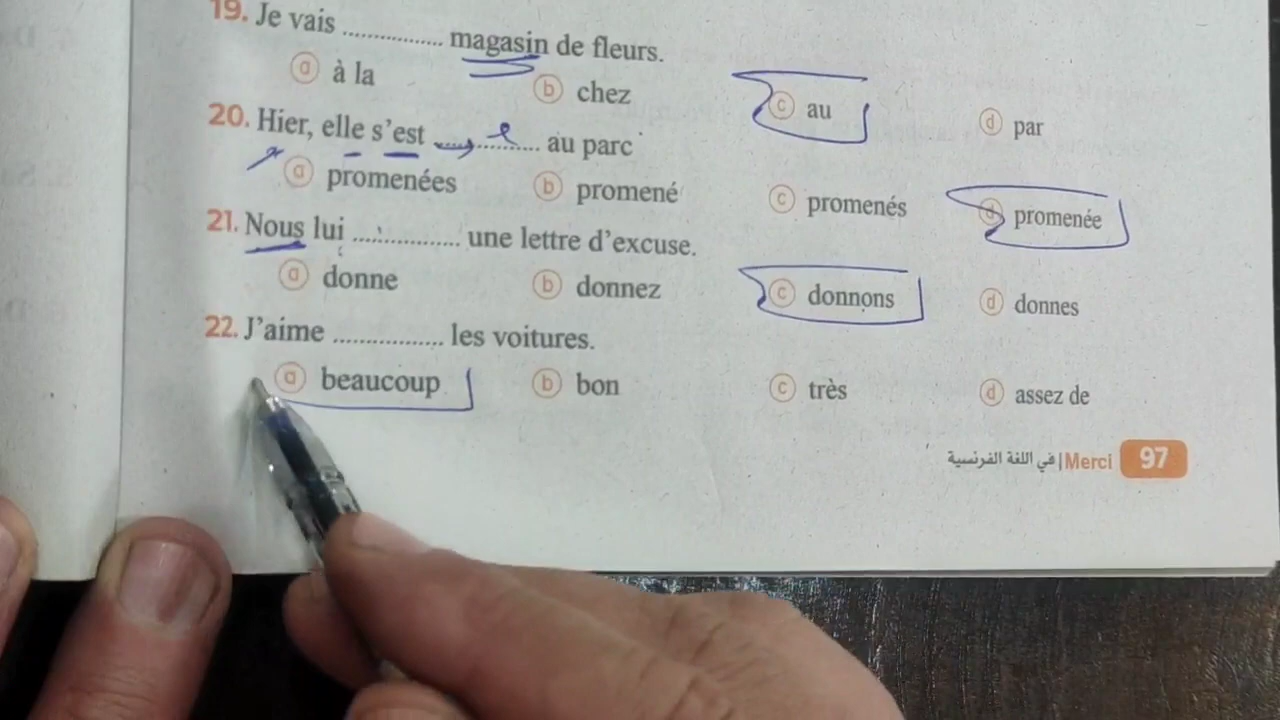 19. Je vais ................ magasin de fleurs.
a à la b chez c au d par
20. Hier, elle s'est ................ au parc
a promenées b promené c promenés d promenée
21. Nous lui ................ une lettre d'excuse.
a donne b donnez c donnons d donnes
22. J'aime ................ les voitures.
a beaucoup b bon c très d assez de
في اللغة الفرنسية | Merci 97